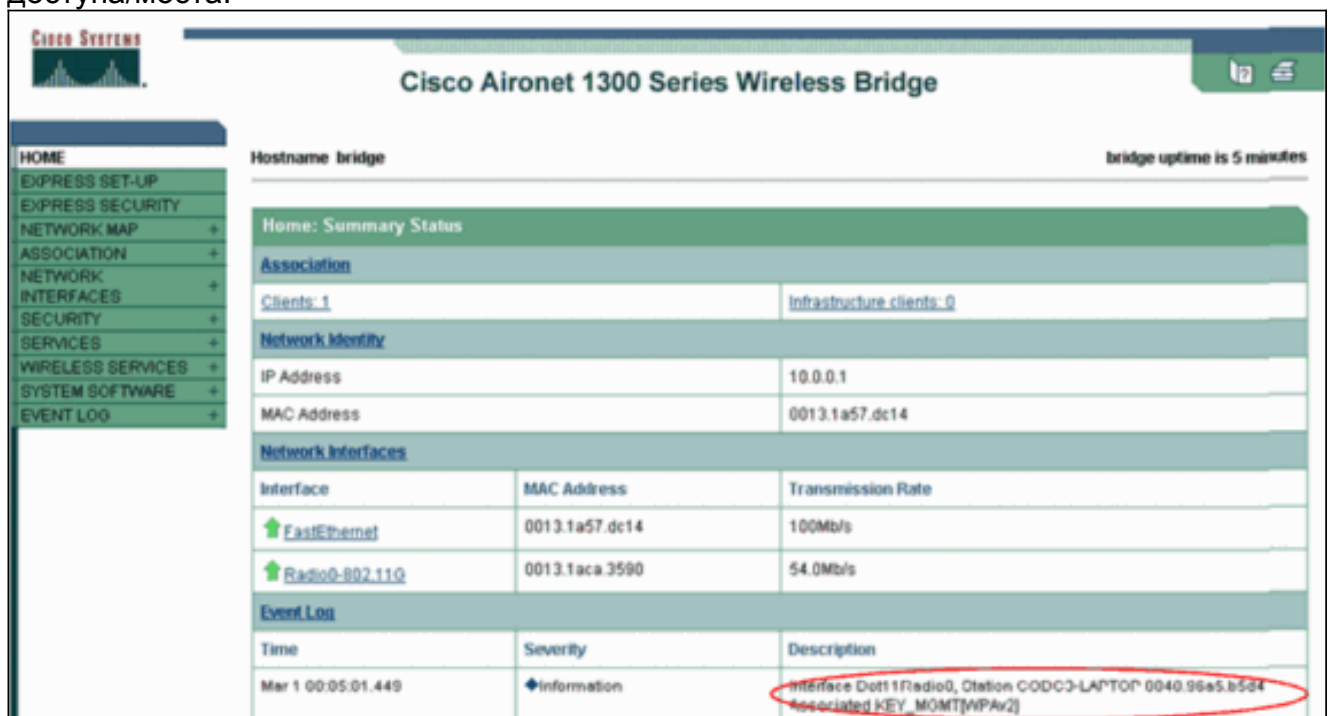 доступа/моста.
CISCO SYSTEMS
Cisco Aironet 1300 Series Wireless Bridge
HOME
EXPRESS SET-UP
EXPRESS SECURITY
NETWORK MAP +
ASSOCIATION +
NETWORK
INTERFACES +
SECURITY +
SERVICES +
WIRELESS SERVICES +
SYSTEM SOFTWARE +
EVENT LOG +
Hostname bridge bridge uptime is 5 minutes
Home: Summary Status
Association
Clients: 1 Infrastructure clients: 0
Network Identity
IP Address 10.0.0.1
MAC Address 0013.1a57.dc14
Network Interfaces
Interface MAC Address Transmission Rate
FastEthernet 0013.1a57.dc14 100Mb/s
Radio0-802.11G 0013.1aca.3590 54.0Mb/s
Event Log
Time Severity Description
Mar 1 00:05:01.449 Information Interface Dot11Radio0, Station CODC3-LAPTOP 0040.96a5.b5d4
Associated KEY_MGMT[WPAv2]